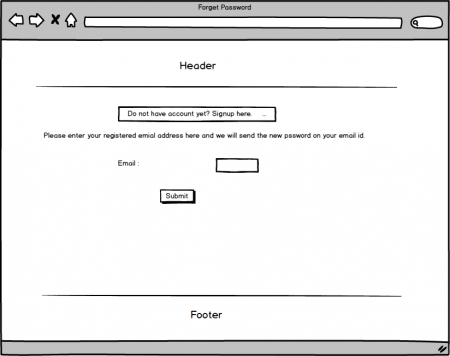 Forget Password
Header
Do not have account yet? Signup here. ...
Please enter your registered emial address here and we will send the new password on your email id.
Email :
Submit
Footer